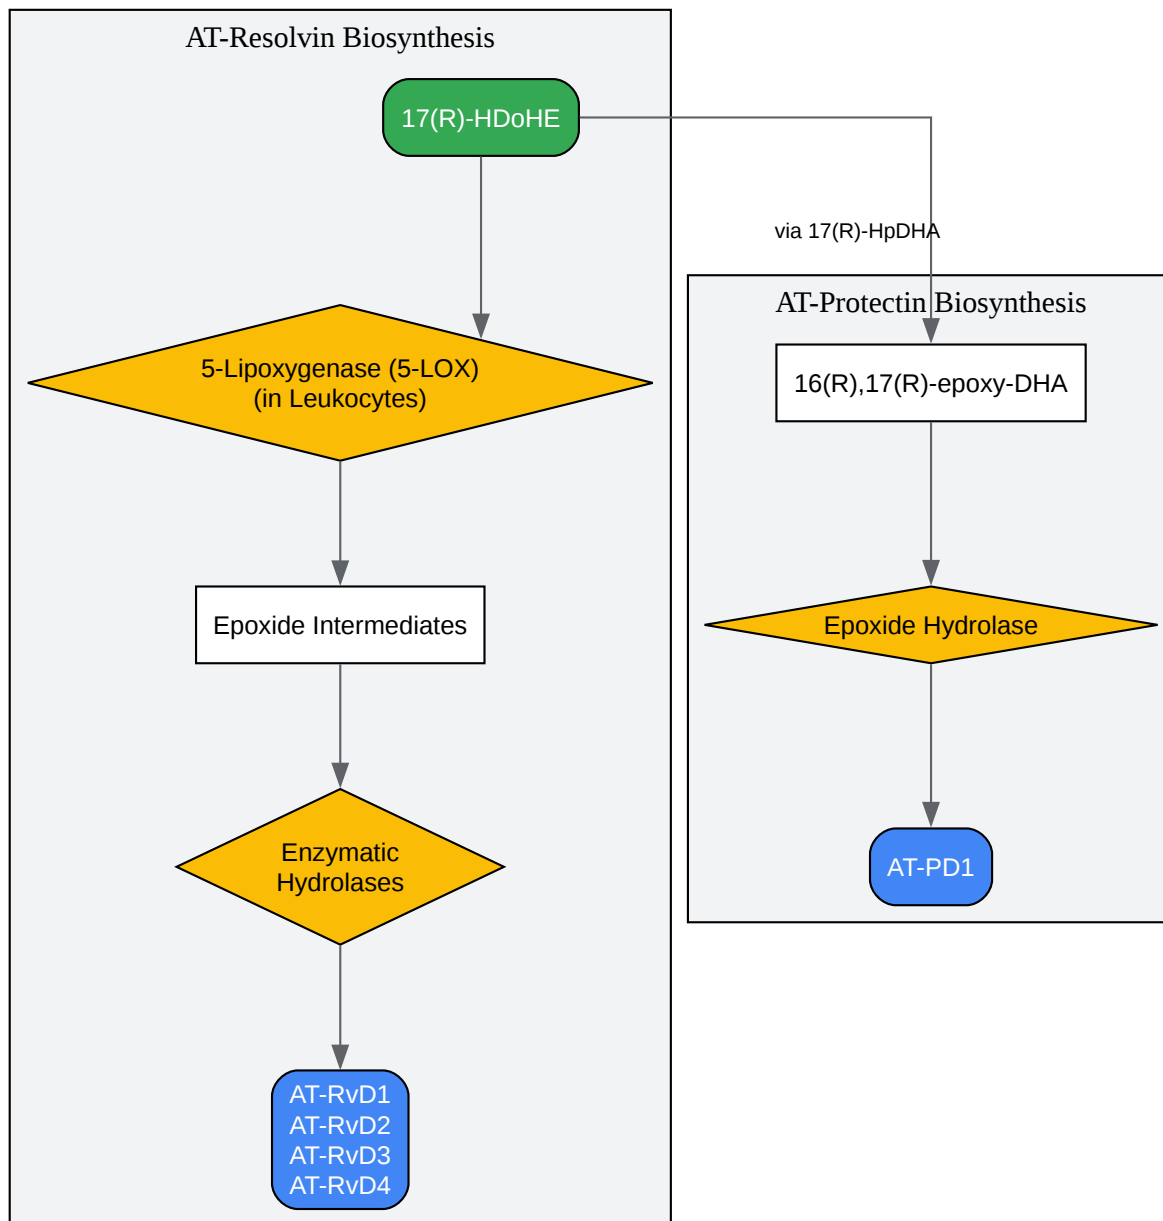 AT-Resolvin Biosynthesis
17(R)-HDoHE
via 17(R)-HpDHA
AT-Protectin Biosynthesis
5-Lipoxygenase (5-LOX)
(in Leukocytes)
16(R),17(R)-epoxy-DHA
Epoxide Intermediates
Epoxide Hydrolase
Enzymatic
Hydrolases
AT-PD1
AT-RvD1
AT-RvD2
AT-RvD3
AT-RvD4